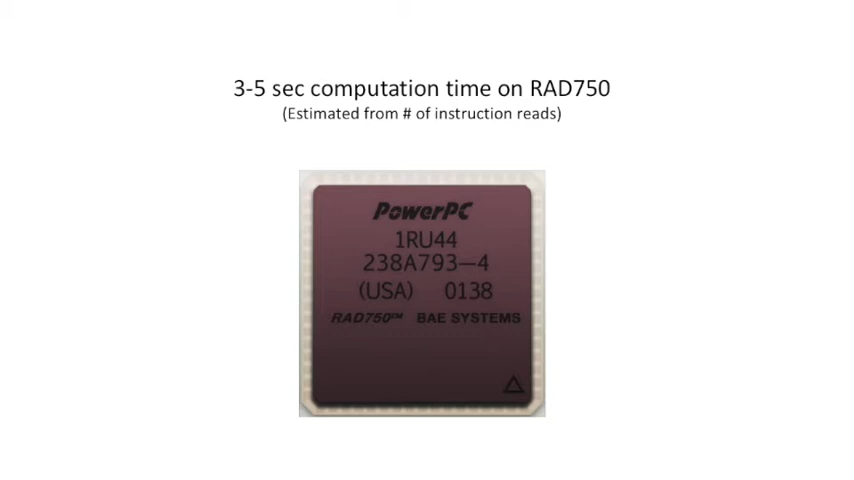 3-5 sec computation time on RAD750
(Estimated from # of instruction reads)
PowerPC
1RU44
238A793—4
(USA) 0138
RAD750™ BAE SYSTEMS